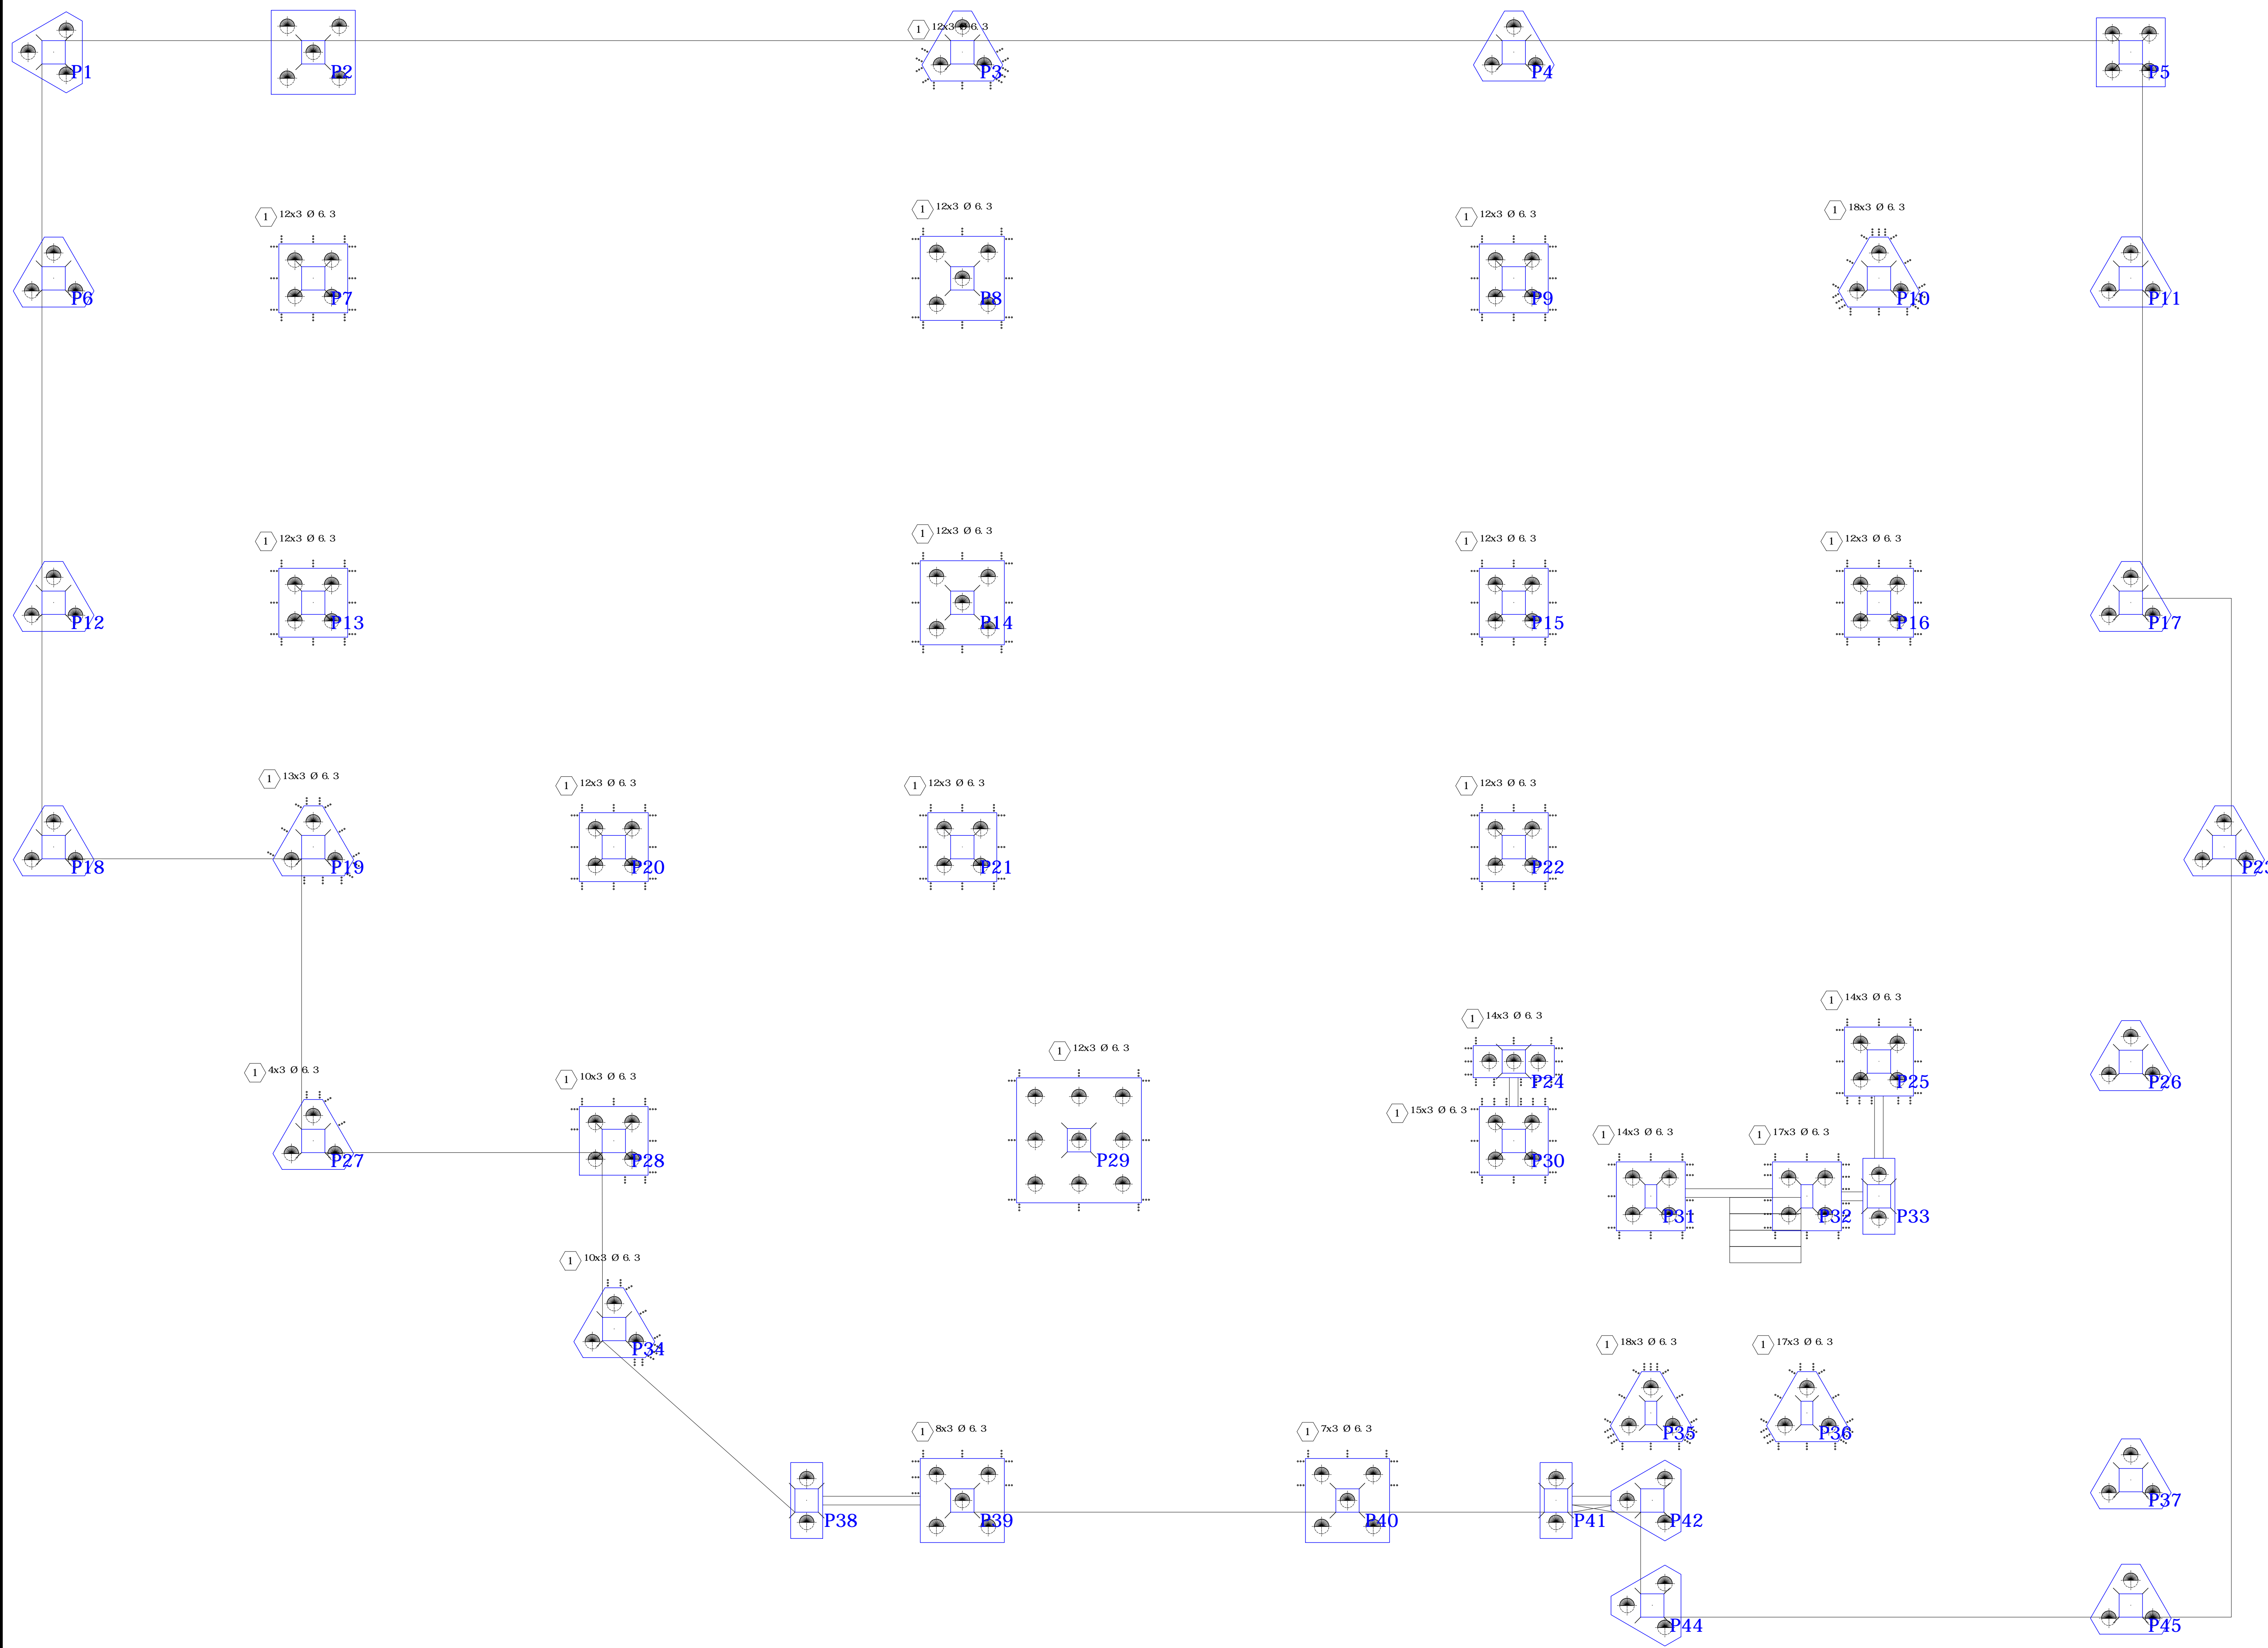 1 12x3 Ø 6.3
P1 P2 P3 P4 P5
1 12x3 Ø 6.3
1 12x3 Ø 6.3
1 12x3 Ø 6.3
1 18x3 Ø 6.3
P6 P7 P8 P9 P10 P11
1 12x3 Ø 6.3
1 12x3 Ø 6.3
1 12x3 Ø 6.3
1 12x3 Ø 6.3
P12 P13 P14 P15 P16 P17
1 13x3 Ø 6.3
1 12x3 Ø 6.3
1 12x3 Ø 6.3
1 12x3 Ø 6.3
P18 P19 P20 P21 P22 P23
1 14x3 Ø 6.3
1 14x3 Ø 6.3
P24 P25 P26
1 4x3 Ø 6.3
1 10x3 Ø 6.3
1 12x3 Ø 6.3
1 15x3 Ø 6.3
P27 P28 P29 P30
1 14x3 Ø 6.3
1 17x3 Ø 6.3
P31 P32 P33
1 10x3 Ø 6.3
P34
1 18x3 Ø 6.3
1 17x3 Ø 6.3
P35 P36
1 8x3 Ø 6.3
1 7x3 Ø 6.3
P37
P38 P39 P40 P41 P42
P44 P45